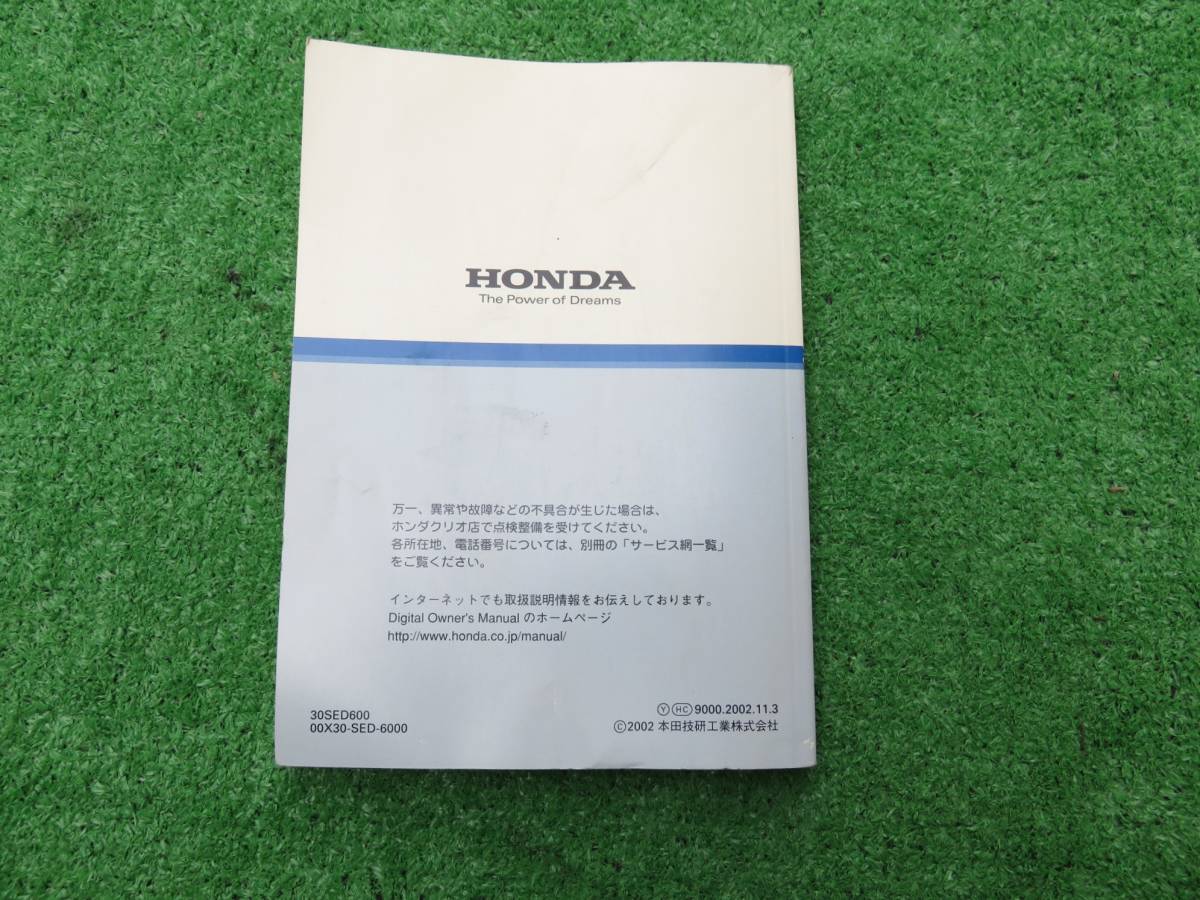 HONDA
The Power of Dreams
万一、異常や故障などの不具合が生じた場合は、
ホンダクリオ店で点検整備を受けてください。
各所在地、電話番号については、別冊の「サービス網一覧」
をご覧ください。
インターネットでも取扱説明情報をお伝えしております。
Digital Owner's Manual のホームページ
http://www.honda.co.jp/manual/
30SED600
00X30-SED-6000
Ⓨ HC 9000.2002.11.3
©2002 本田技研工業株式会社